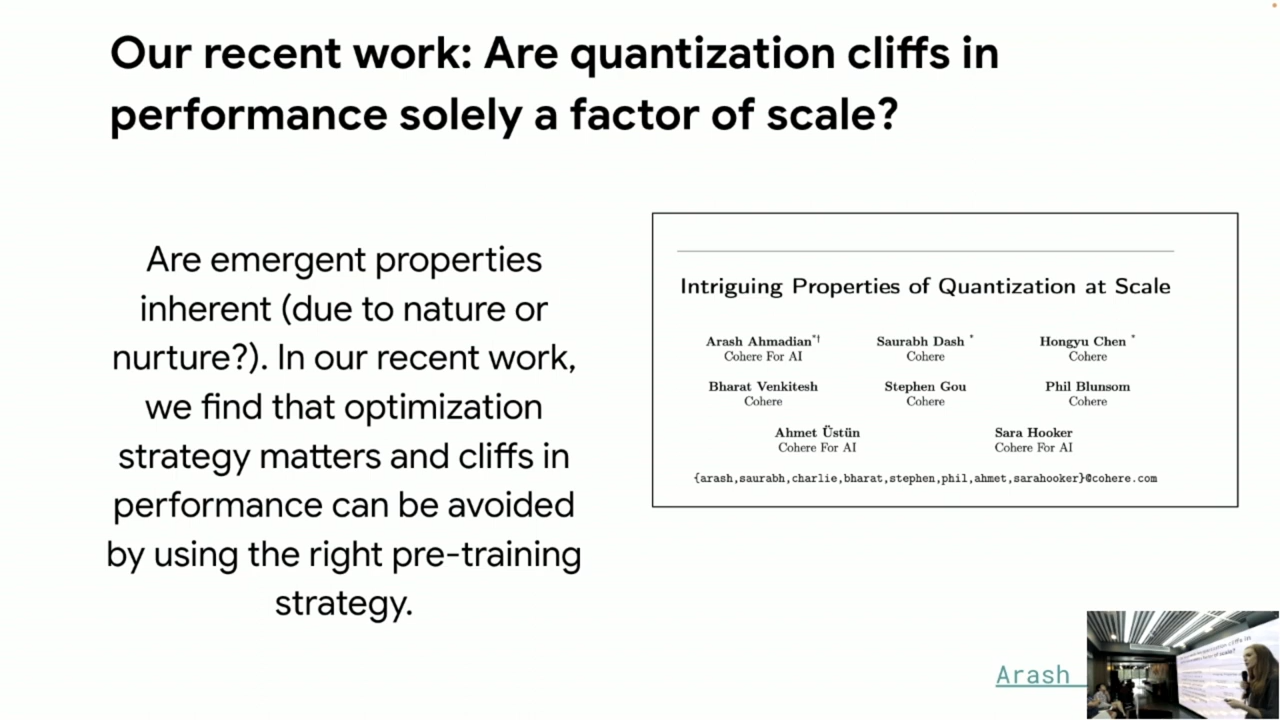 Our recent work: Are quantization cliffs in
performance solely a factor of scale?
Are emergent properties
inherent (due to nature or
nurture?). In our recent work,
we find that optimization
strategy matters and cliffs in
performance can be avoided
by using the right pre-training
strategy.
Intriguing Properties of Quantization at Scale
Arash Ahmadian*† Saurabh Dash * Hongyu Chen *
Cohere For AI Cohere Cohere
Bharat Venkitesh Stephen Gou Phil Blunsom
Cohere Cohere Cohere
Ahmet Üstün Sara Hooker
Cohere For AI Cohere For AI
{arash,saurabh,charlie,bharat,stephen,phil,ahmet,sarahooker}@cohere.com
Arash